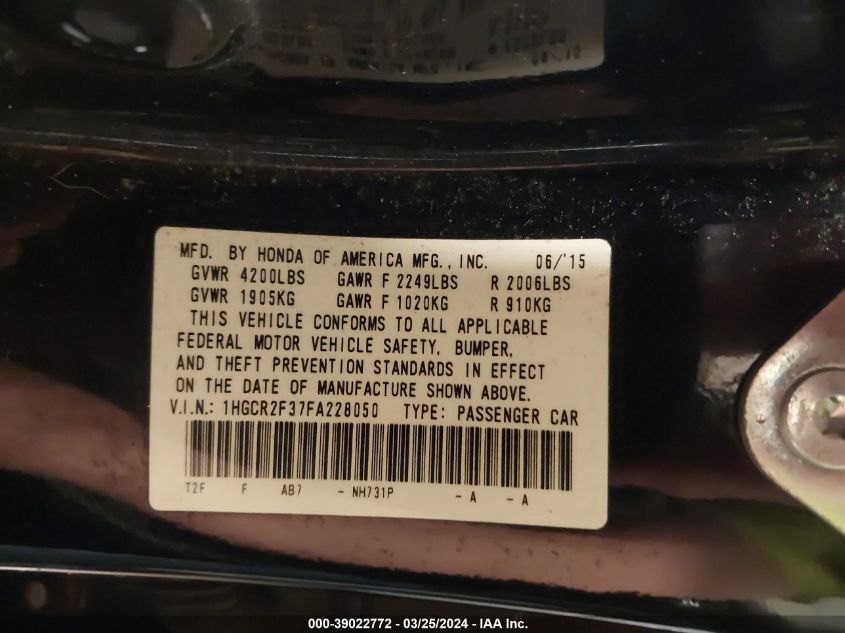 MFD. BY HONDA OF AMERICA MFG., INC. 06/'15
GVWR 4200LBS GAWR F 2249LBS R 2006LBS
GVWR 1905KG GAWR F 1020KG R 910KG
THIS VEHICLE CONFORMS TO ALL APPLICABLE
FEDERAL MOTOR VEHICLE SAFETY, BUMPER,
AND THEFT PREVENTION STANDARDS IN EFFECT
ON THE DATE OF MANUFACTURE SHOWN ABOVE.
V.I.N.: 1HGCR2F37FA228050 TYPE: PASSENGER CAR
T2F F AB7 - NH731P - A - A
000-39022772 - 03/25/2024 - IAA Inc.